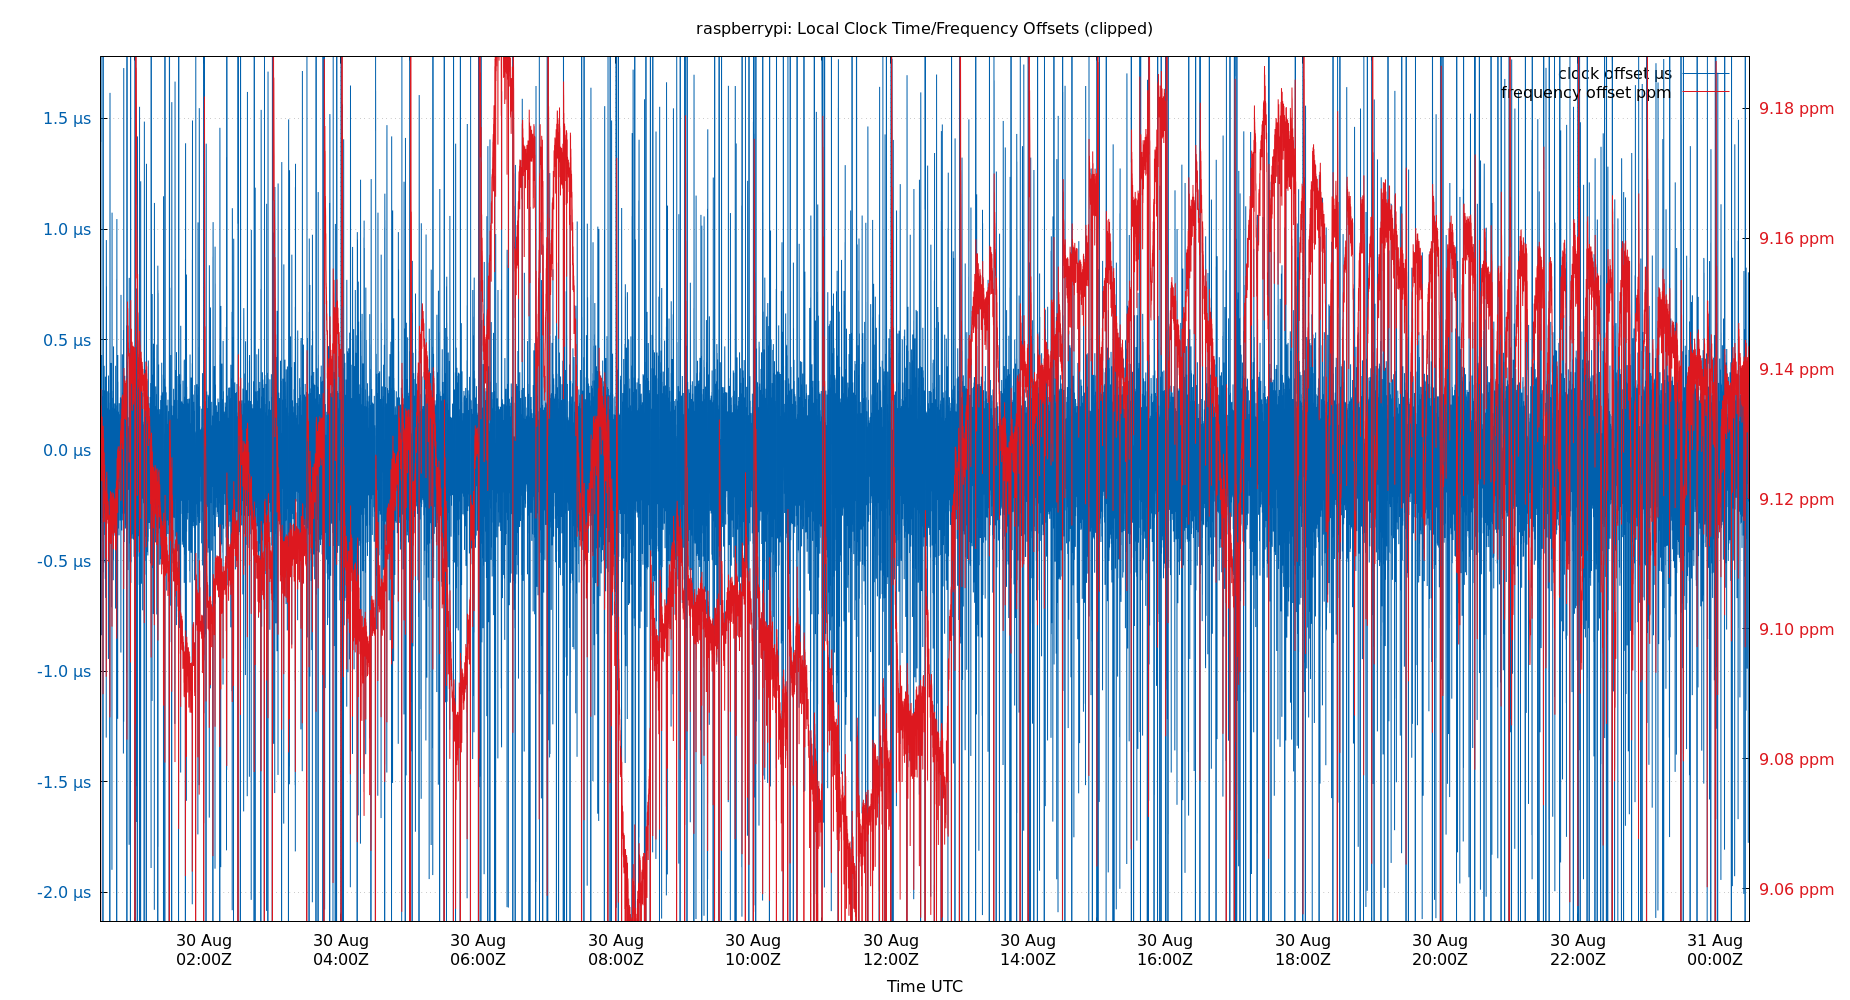 raspberrypi: Local Clock Time/Frequency Offsets (clipped)
clock offset µs
frequency offset ppm
1.5 µs
1.0 µs
0.5 µs
0.0 µs
-0.5 µs
-1.0 µs
-1.5 µs
-2.0 µs
9.18 ppm
9.16 ppm
9.14 ppm
9.12 ppm
9.10 ppm
9.08 ppm
9.06 ppm
30 Aug 30 Aug 30 Aug 30 Aug 30 Aug 30 Aug 30 Aug 30 Aug 30 Aug 30 Aug 30 Aug 31 Aug
02:00Z 04:00Z 06:00Z 08:00Z 10:00Z 12:00Z 14:00Z 16:00Z 18:00Z 20:00Z 22:00Z 00:00Z
Time UTC